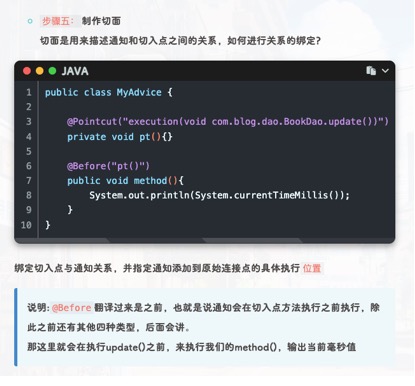 步骤五：制作切面
切面是用来描述通知和切入点之间的关系，如何进行关系的绑定？
JAVA
1 public class MyAdvice {
2
3     @Pointcut("execution(void com.blog.dao.BookDao.update())")
4     private void pt(){}
5
6     @Before("pt()")
7     public void method(){
8         System.out.println(System.currentTimeMillis());
9     }
10 }
绑定切入点与通知关系，并指定通知添加到原始连接点的具体执行 位置
说明：@Before翻译过来是之前，也就是说通知会在切入点方法执行之前执行，除
此之前还有其他四种类型，后面会讲。
那这里就会在执行update()之前，来执行我们的method()，输出当前毫秒值